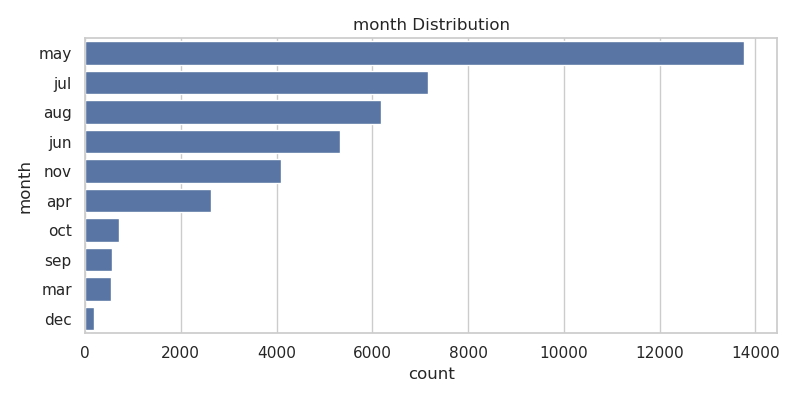 month Distribution
may
jul
aug
jun
nov
apr
oct
sep
mar
dec
month
0 2000 4000 6000 8000 10000 12000 14000
count